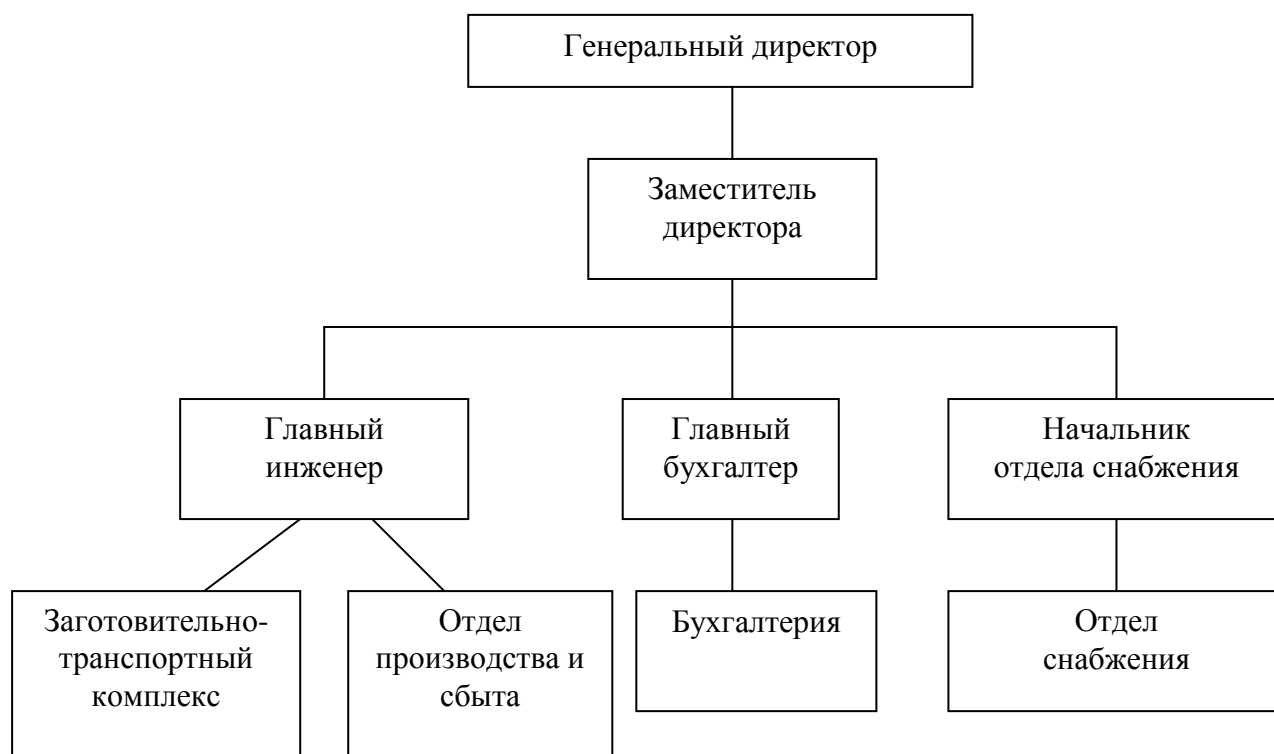 Генеральный директор
Заместитель
директора
Главный
инженер
Главный
бухгалтер
Начальник
отдела снабжения
Заготовительно-
транспортный
комплекс
Отдел
производства и
сбыта
Бухгалтерия
Отдел
снабжения